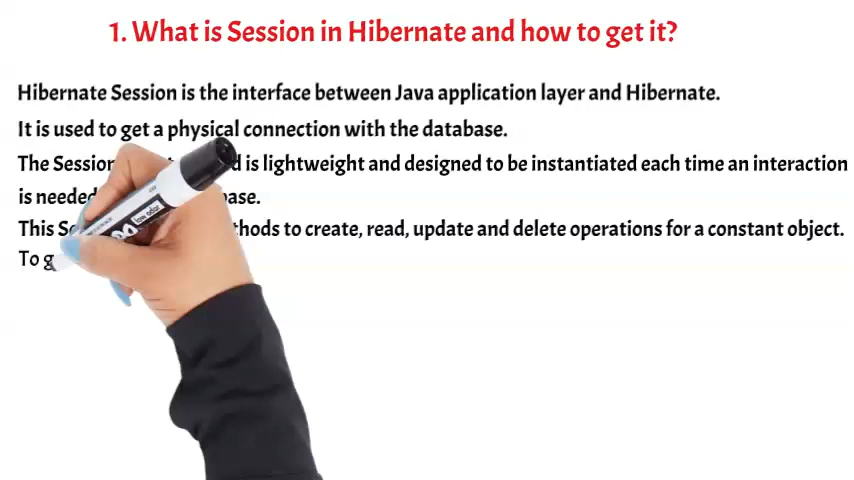 1. What is Session in Hibernate and how to get it?
Hibernate Session is the interface between Java application layer and Hibernate.
It is used to get a physical connection with the database.
The Session is lightweight and designed to be instantiated each time an interaction
is needed
This methods to create, read, update and delete operations for a constant object.
To
low odor